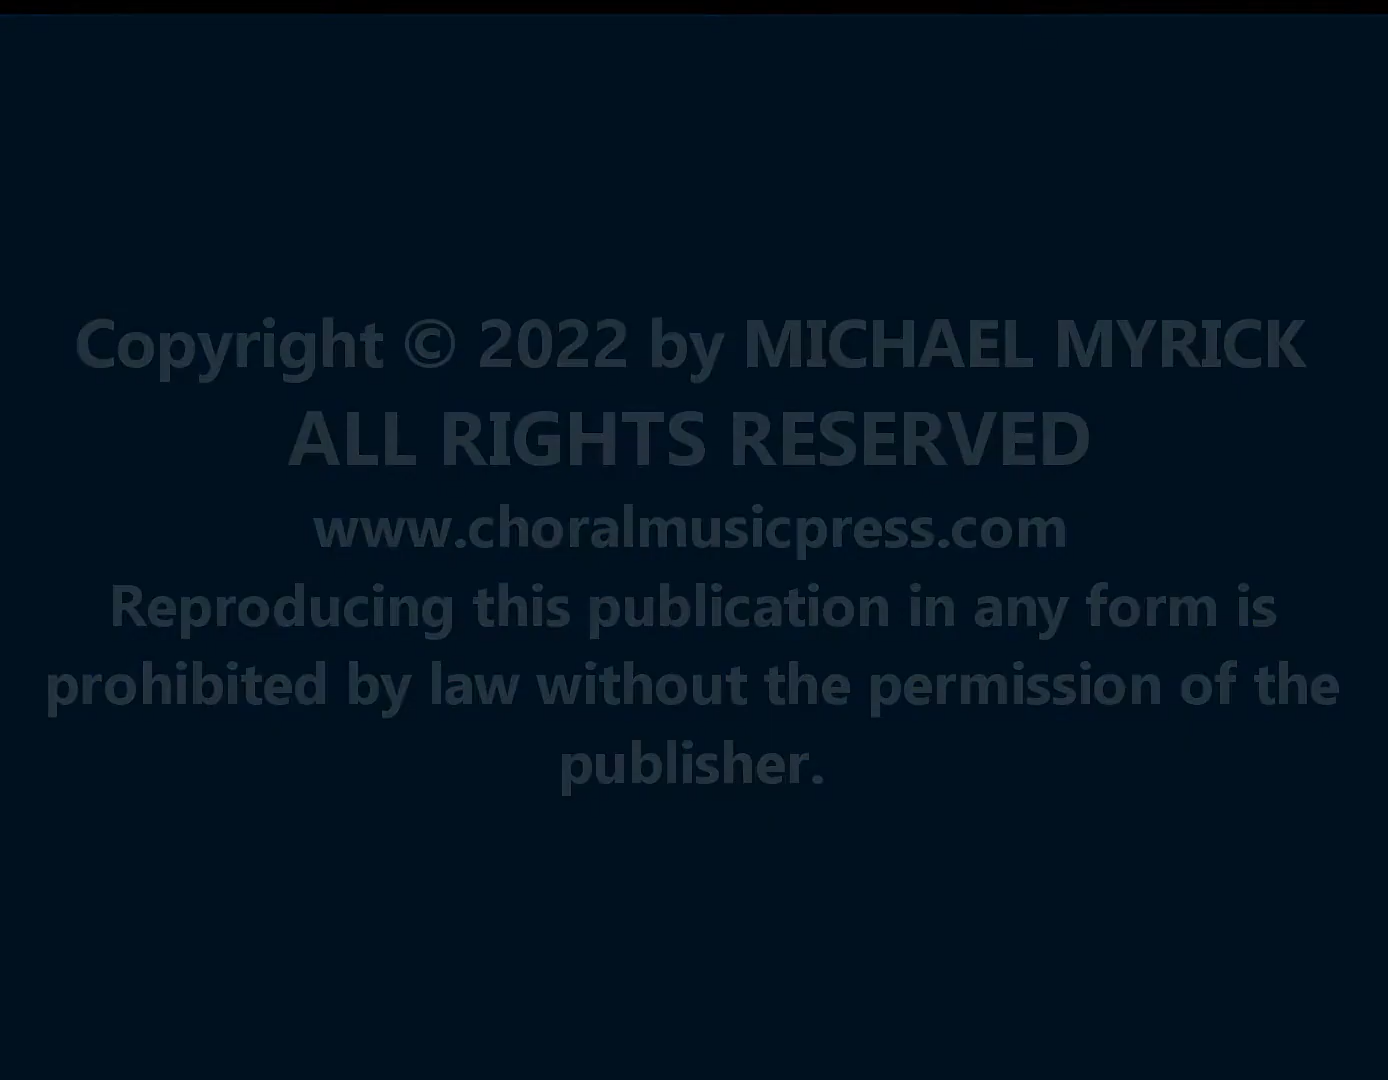 Copyright © 2022 by MICHAEL MYRICK
ALL RIGHTS RESERVED
www.choralmusicpress.com
Reproducing this publication in any form is
prohibited by law without the permission of the
publisher.